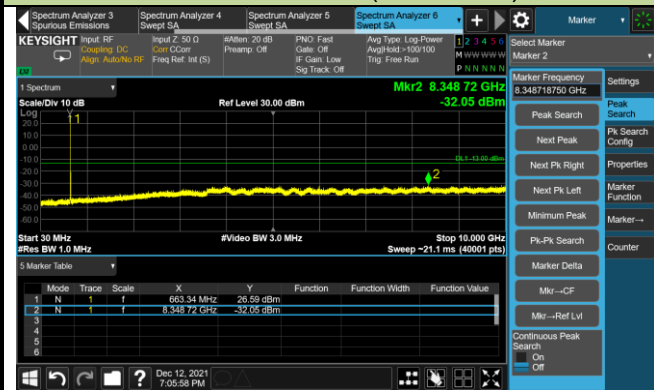 Spectrum Analyzer 3
Spurious Emissions
Spectrum Analyzer 4
Swept SA
Spectrum Analyzer 5
Swept SA
Spectrum Analyzer 6
Swept SA
Marker
KEYSIGHT
Input: RF
Coupling: DC
Align: Auto/No RF
Input Z: 50 Ω
Corr CCorr
Freq Ref: Int (S)
#Atten: 20 dB
Preamp: Off
PNO: Fast
Gate: Off
IF Gain: Low
Sig Track: Off
Avg Type: Log-Power
Avg|Hold:>100/100
Trig: Free Run
1 2 3 4 5 6
M W W W W W
P N N N N N
Select Marker
Marker 2
1 Spectrum
Mkr2 8.348 72 GHz
Scale/Div 10 dB
Ref Level 30.00 dBm
-32.05 dBm
Log
20.0
10.0
0.00
-10.0
-20.0
-30.0
-40.0
-50.0
-60.0
1
2
DL1 -13.00 dBm
Start 30 MHz
#Video BW 3.0 MHz
Stop 10.000 GHz
#Res BW 1.0 MHz
Sweep ~21.1 ms (40001 pts)
5 Marker Table
Mode Trace Scale X Y Function Function Width Function Value
1 N 1 f 663.34 MHz 26.59 dBm
2 N 1 f 8.348 72 GHz -32.05 dBm
3
4
5
6
Marker Frequency
8.348718750 GHz
Peak Search
Next Peak
Next Pk Right
Next Pk Left
Minimum Peak
Pk-Pk Search
Marker Delta
Mkr→CF
Mkr→Ref Lvl
Continuous Peak
Search
On
Off
Settings
Peak
Search
Pk Search
Config
Properties
Marker
Function
Marker→
Counter
?
Dec 12, 2021
7:05:58 PM